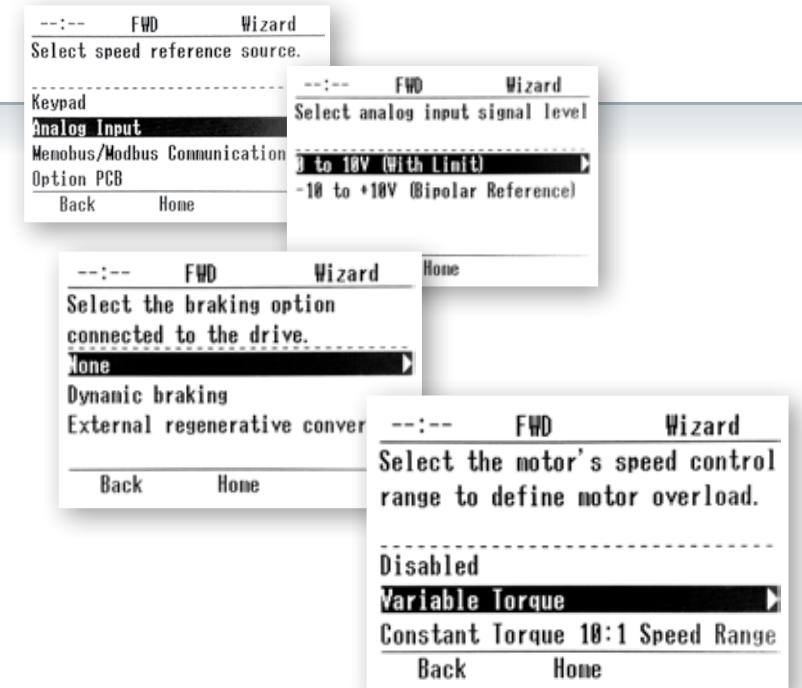 --:-- FWD Wizard
Select speed reference source.
Keypad
Analog Input
Memobus/Modbus Communication
Option PCB
Back Home
--:-- FWD Wizard
Select analog input signal level
0 to 10V (With Limit)
-10 to +10V (Bipolar Reference)
Home
--:-- FWD Wizard
Select the braking option
connected to the drive.
None
Dynamic braking
External regenerative conver
Back Home
--:-- FWD Wizard
Select the motor's speed control
range to define motor overload.
Disabled
Variable Torque
Constant Torque 10:1 Speed Range
Back Home